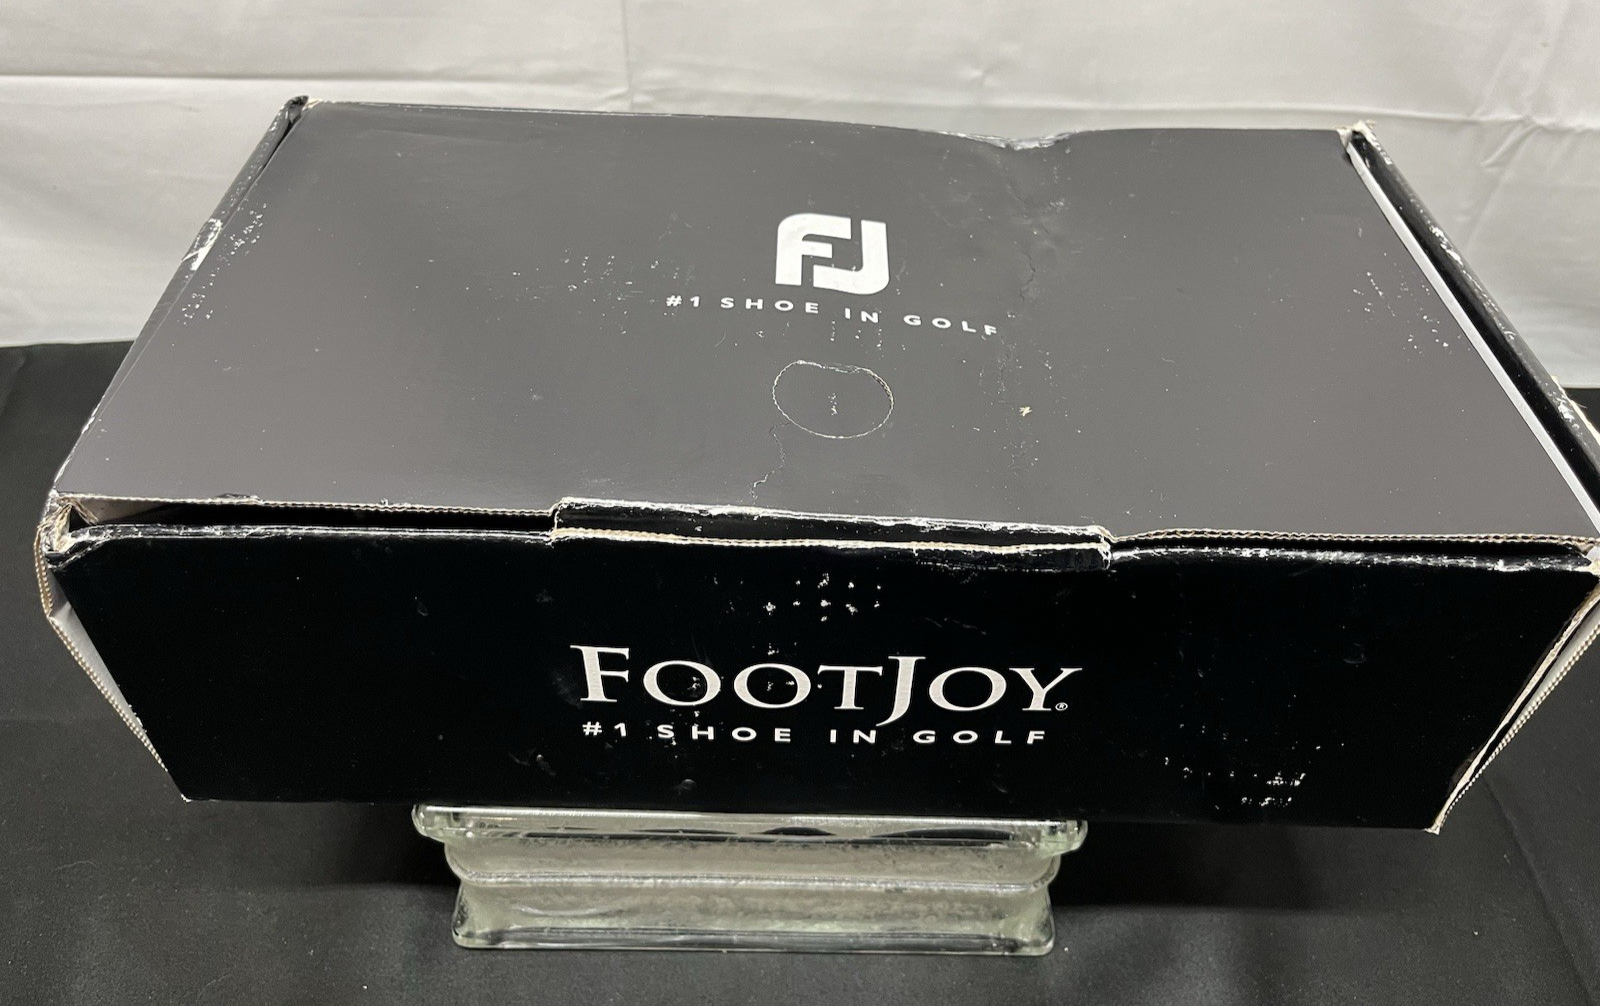 FJ
#1 SHOE IN GOLF
FOOTJOY®
#1 SHOE IN GOLF